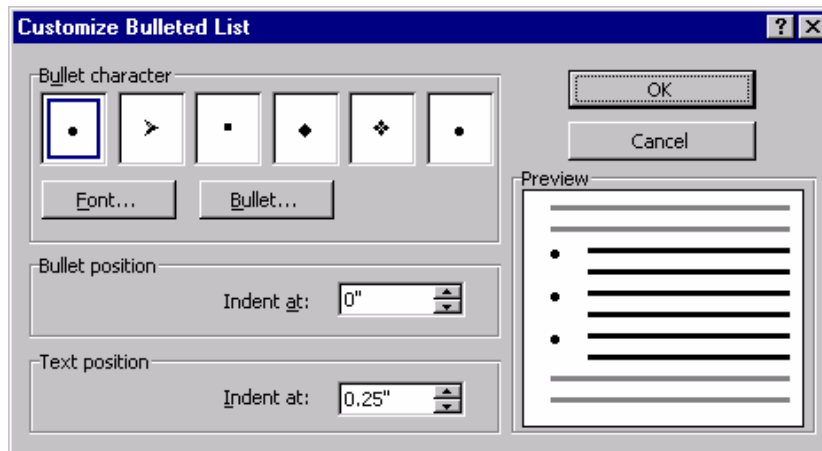 Customize Bulleted List
Bullet character
OK
Cancel
Font...
Bullet...
Preview
Bullet position
Indent at: 0"
Text position
Indent at: 0.25"